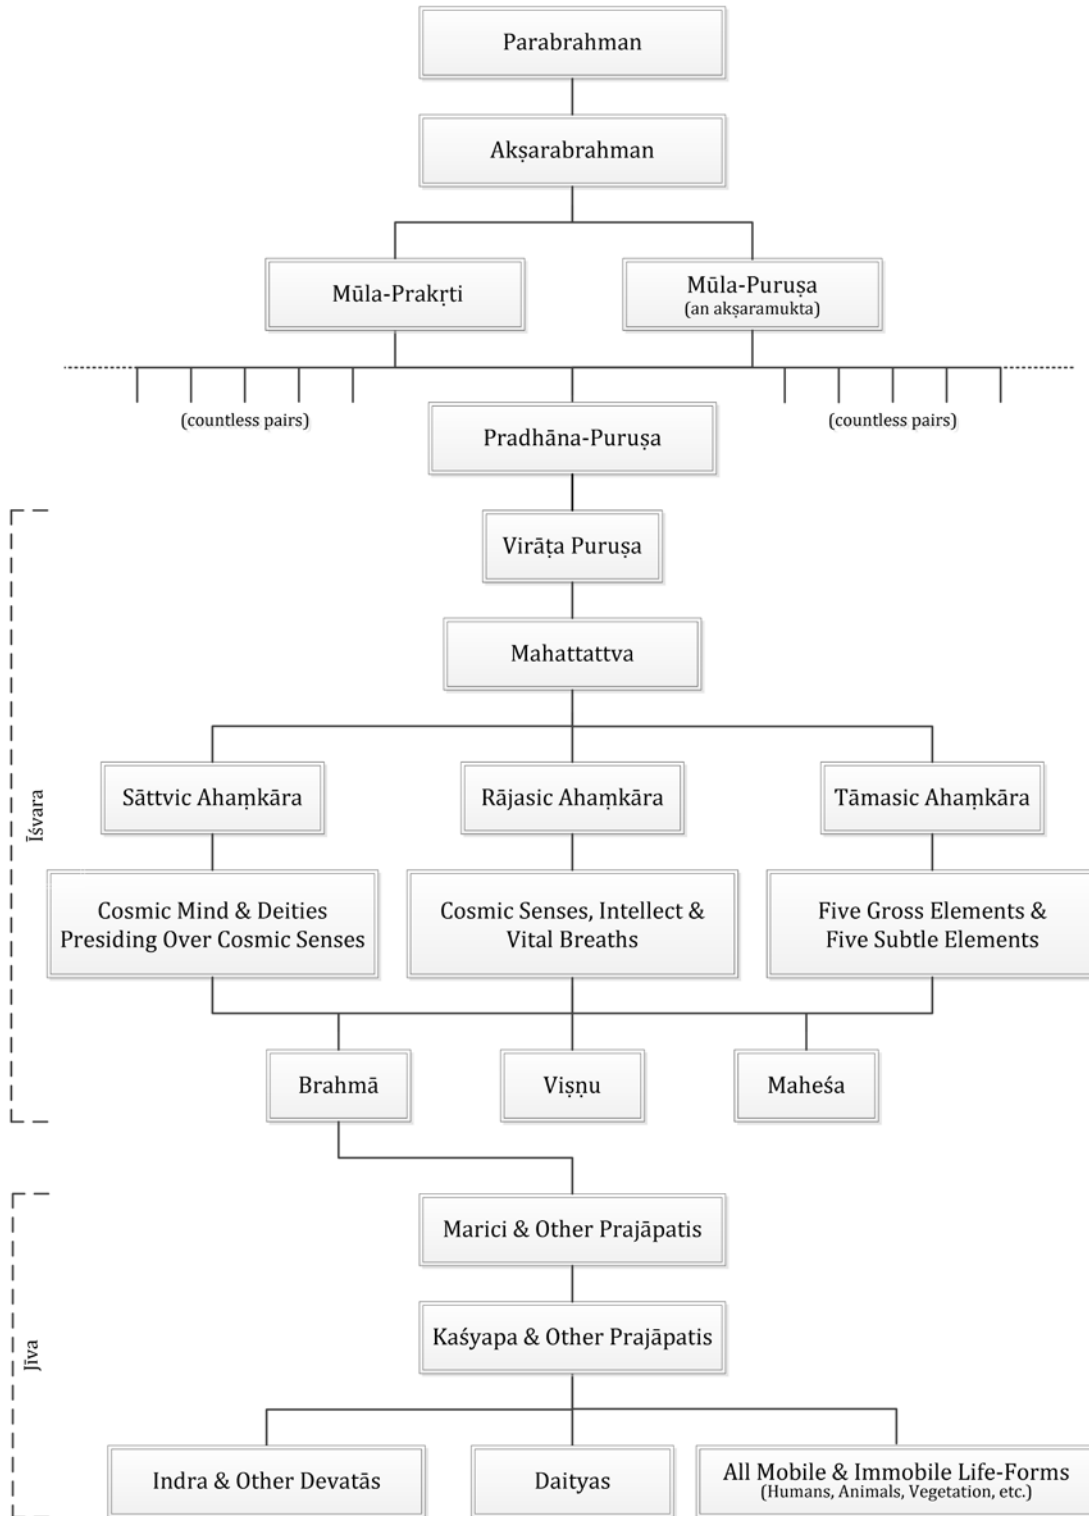 Parabrahman
Akṣarabrahman
Mūla-Prakṛti
Mūla-Puruṣa
(an akṣaramukta)
(countless pairs)
(countless pairs)
Pradhāna-Puruṣa
Virāṭa Puruṣa
Mahattattva
Īśvara
Sāttvic Ahaṃkāra
Rājasic Ahaṃkāra
Tāmasic Ahaṃkāra
Cosmic Mind & Deities
Presiding Over Cosmic Senses
Cosmic Senses, Intellect &
Vital Breaths
Five Gross Elements &
Five Subtle Elements
Brahmā
Viṣṇu
Maheśa
Jīva
Marici & Other Prajāpatis
Kaśyapa & Other Prajāpatis
Indra & Other Devatās
Daityas
All Mobile & Immobile Life-Forms
(Humans, Animals, Vegetation, etc.)